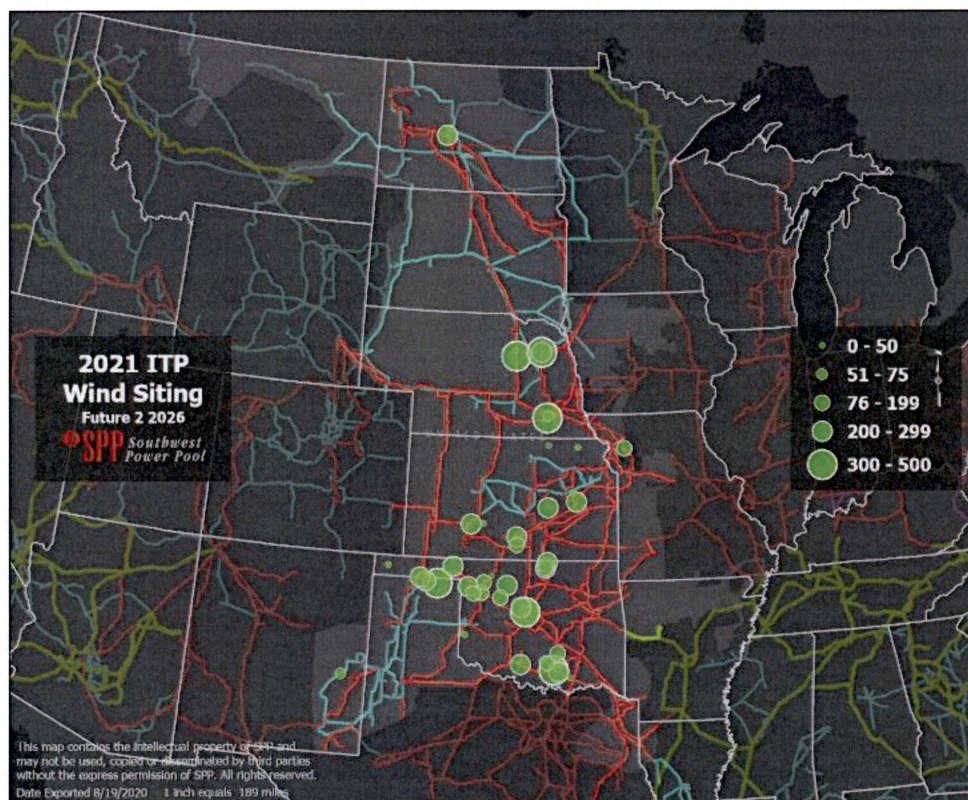 2021 ITP
Wind Siting
Future 2 2026
SPP Southwest
Power Pool
0 - 50
51 - 75
76 - 199
200 - 299
300 - 500
This map contains the intellectual property of SPP and
may not be used, copied or disseminated by third parties
without the express permission of SPP. All rights reserved.
Date Exported 8/19/2020 1 inch equals 189 miles